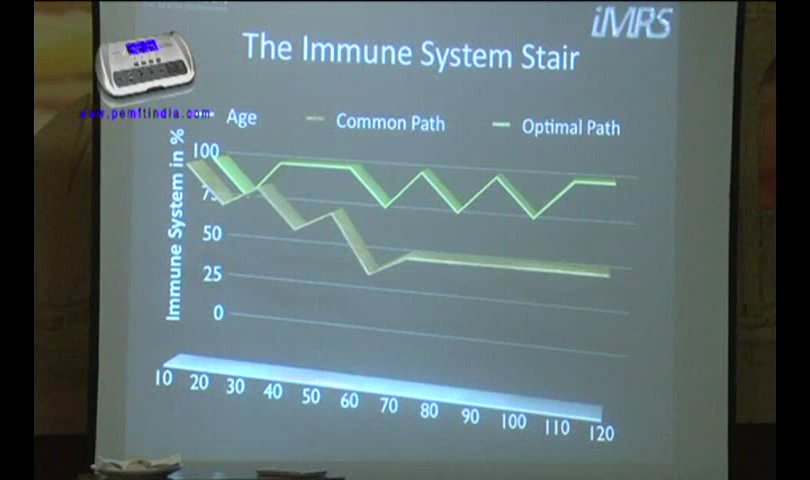 iMRS
The Immune System Stair
www.pemftindia.com
Age
Common Path
Optimal Path
Immune System in %
100
75
50
25
0
10 20 30 40 50 60 70 80 90 100 110 120